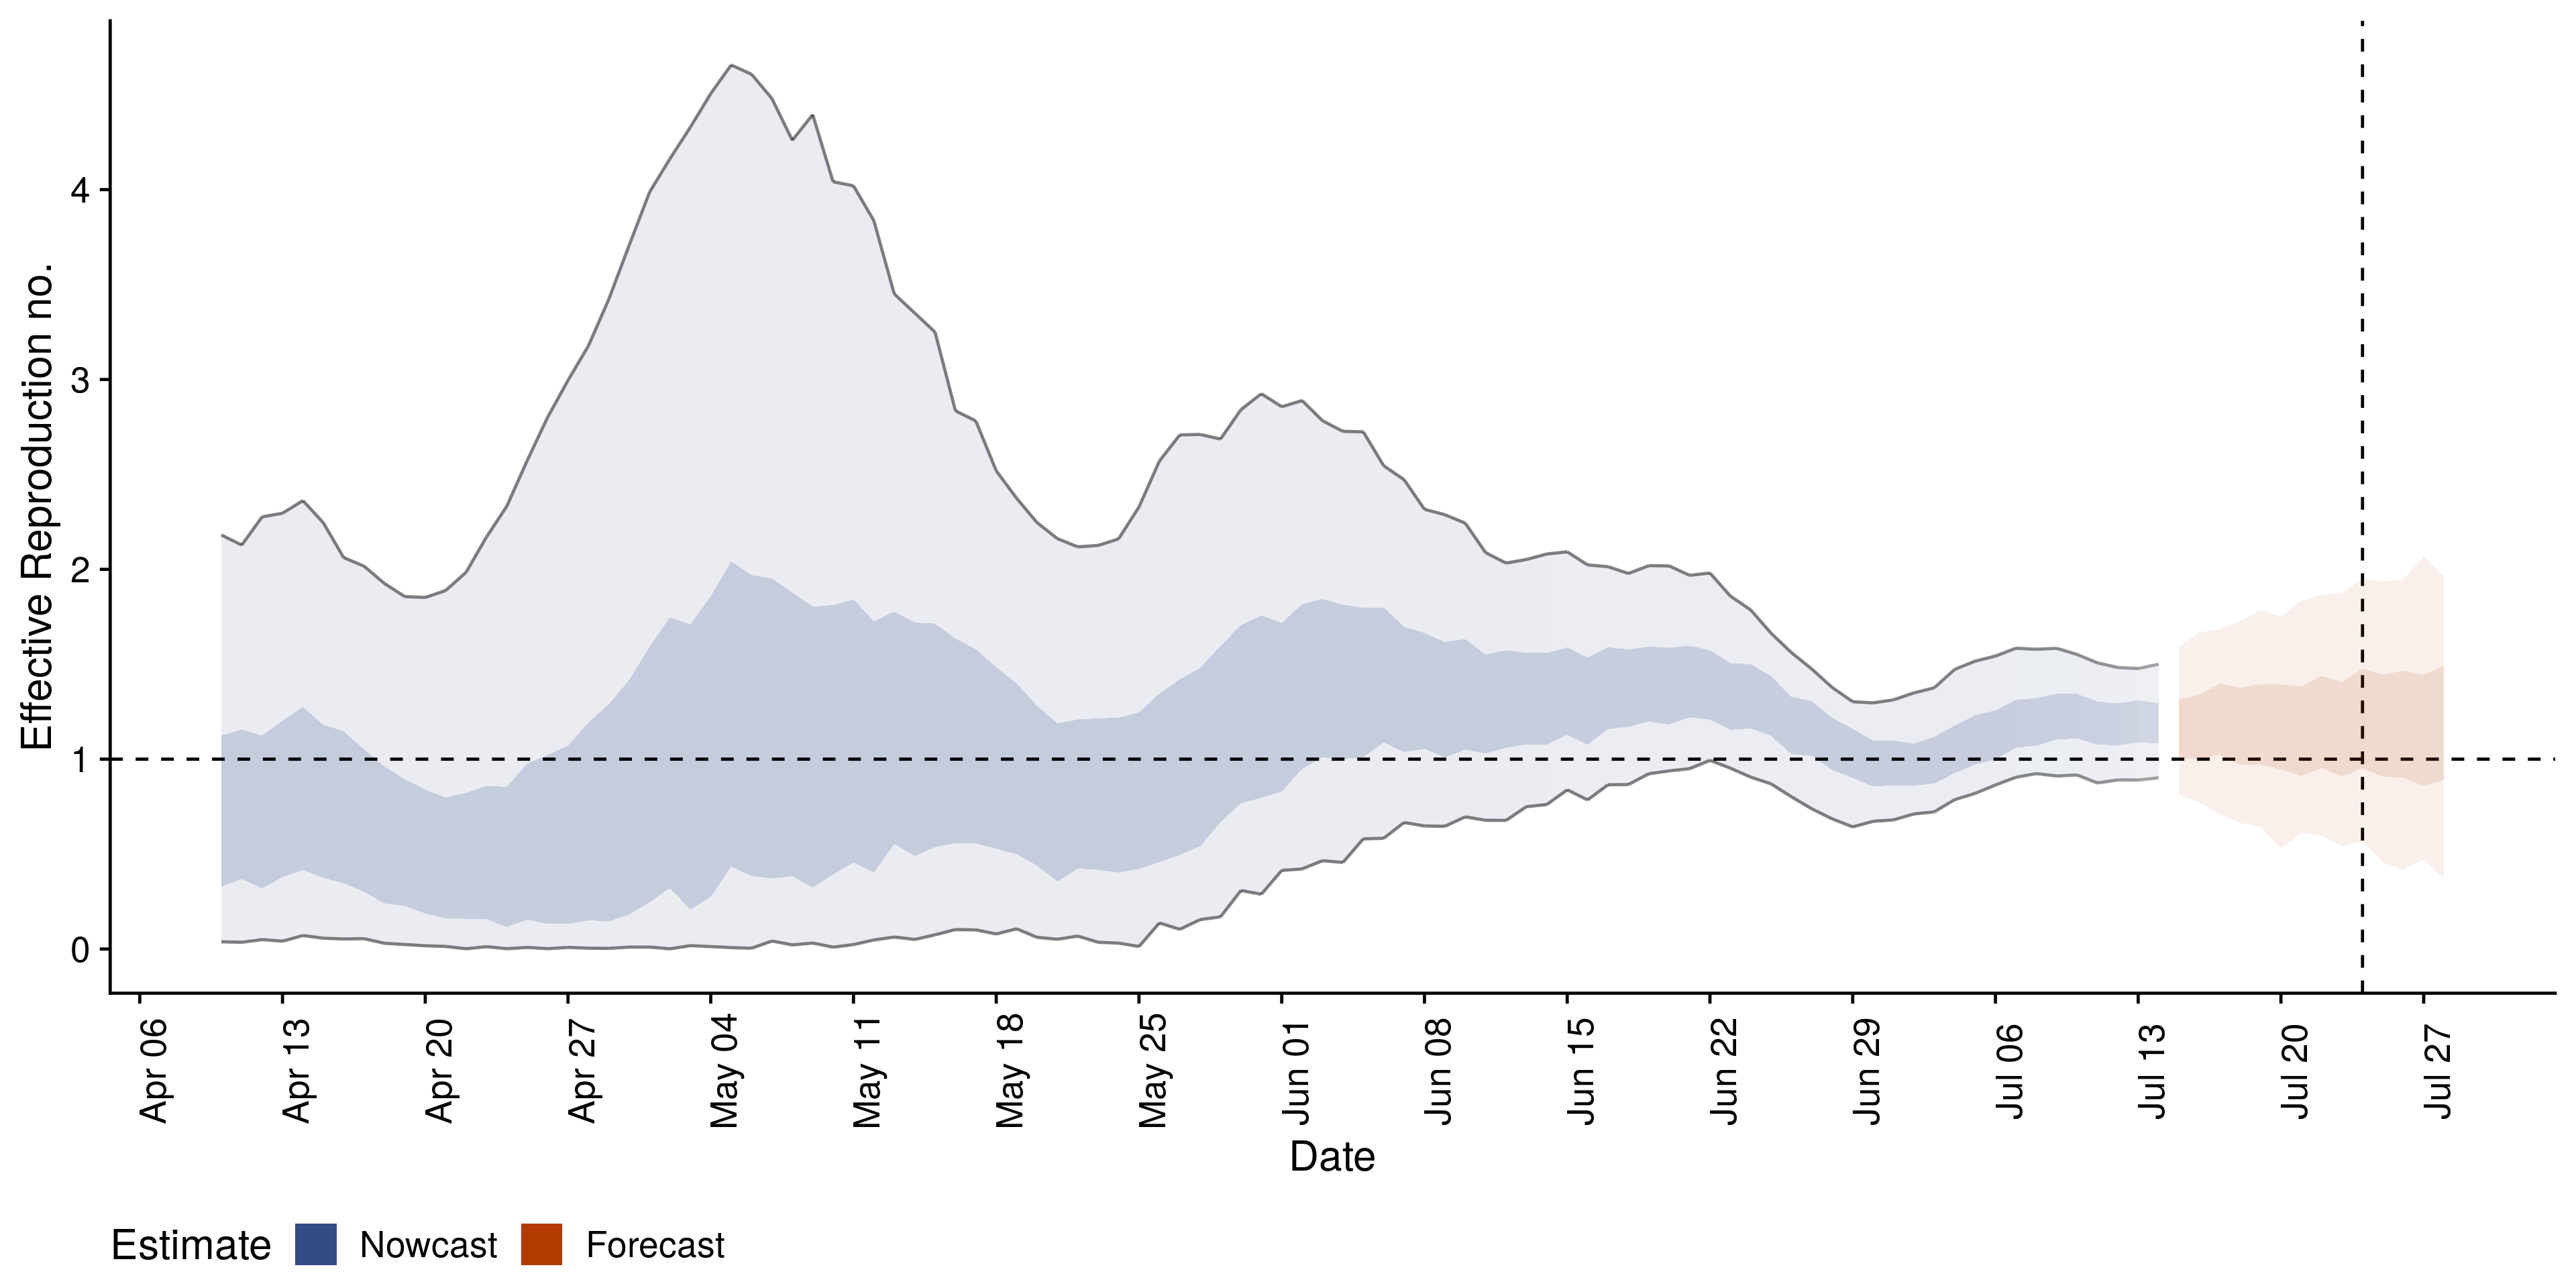 Effective Reproduction no.
4
3
2
1
0
Apr 06
Apr 13
Apr 20
Apr 27
May 04
May 11
May 18
May 25
Jun 01
Jun 08
Jun 15
Jun 22
Jun 29
Jul 06
Jul 13
Jul 20
Jul 27
Date
Estimate Nowcast Forecast